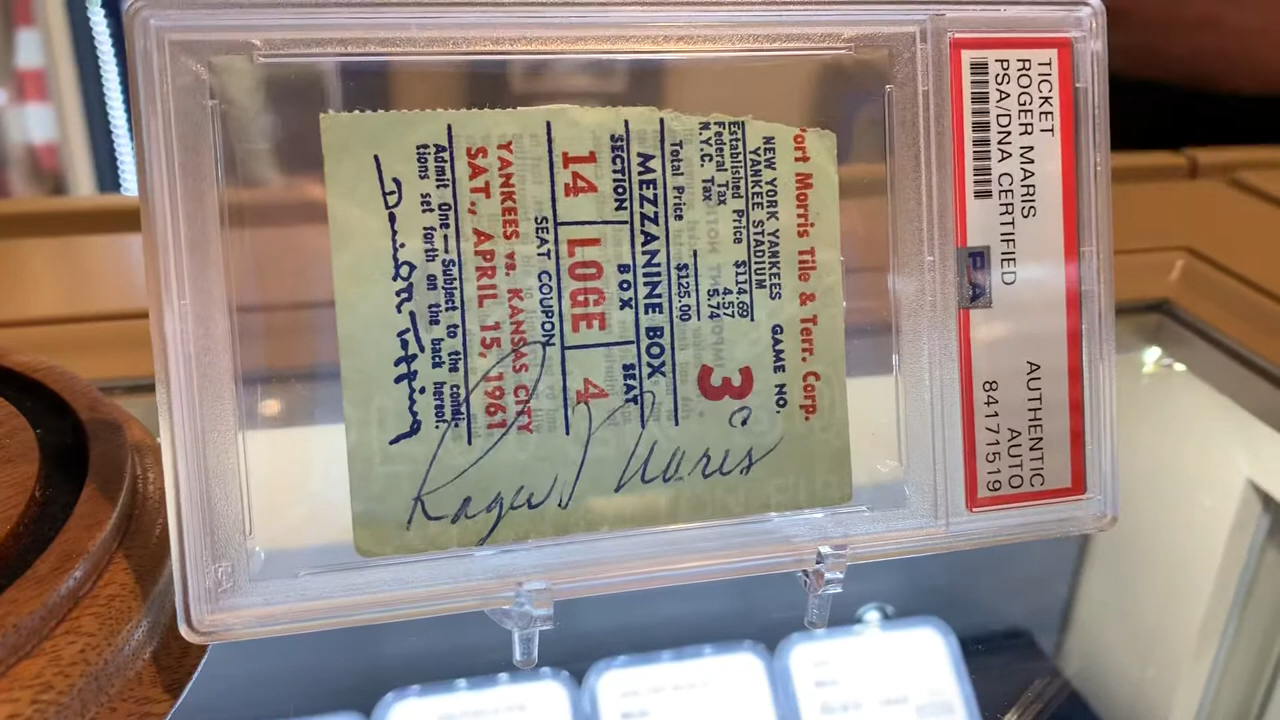 Port Morris Tile & Terr. Corp.
NEW YORK YANKEES
YANKEE STADIUM
GAME NO.
3c
Established Price $114.69
Federal Tax 4.57
N.Y.C. Tax 5.74
Total Price $125.00
MEZZANINE BOX
SECTION BOX SEAT
14 LOGE 4
SEAT COUPON
YANKEES vs. KANSAS CITY
SAT., APRIL 15, 1961
Admit One — Subject to the condi-
tions set forth on the back hereof.
Daniel R Topping
Roger Maris
TICKET
ROGER MARIS
PSA/DNA CERTIFIED
AUTHENTIC
AUTO
84171519
PSA